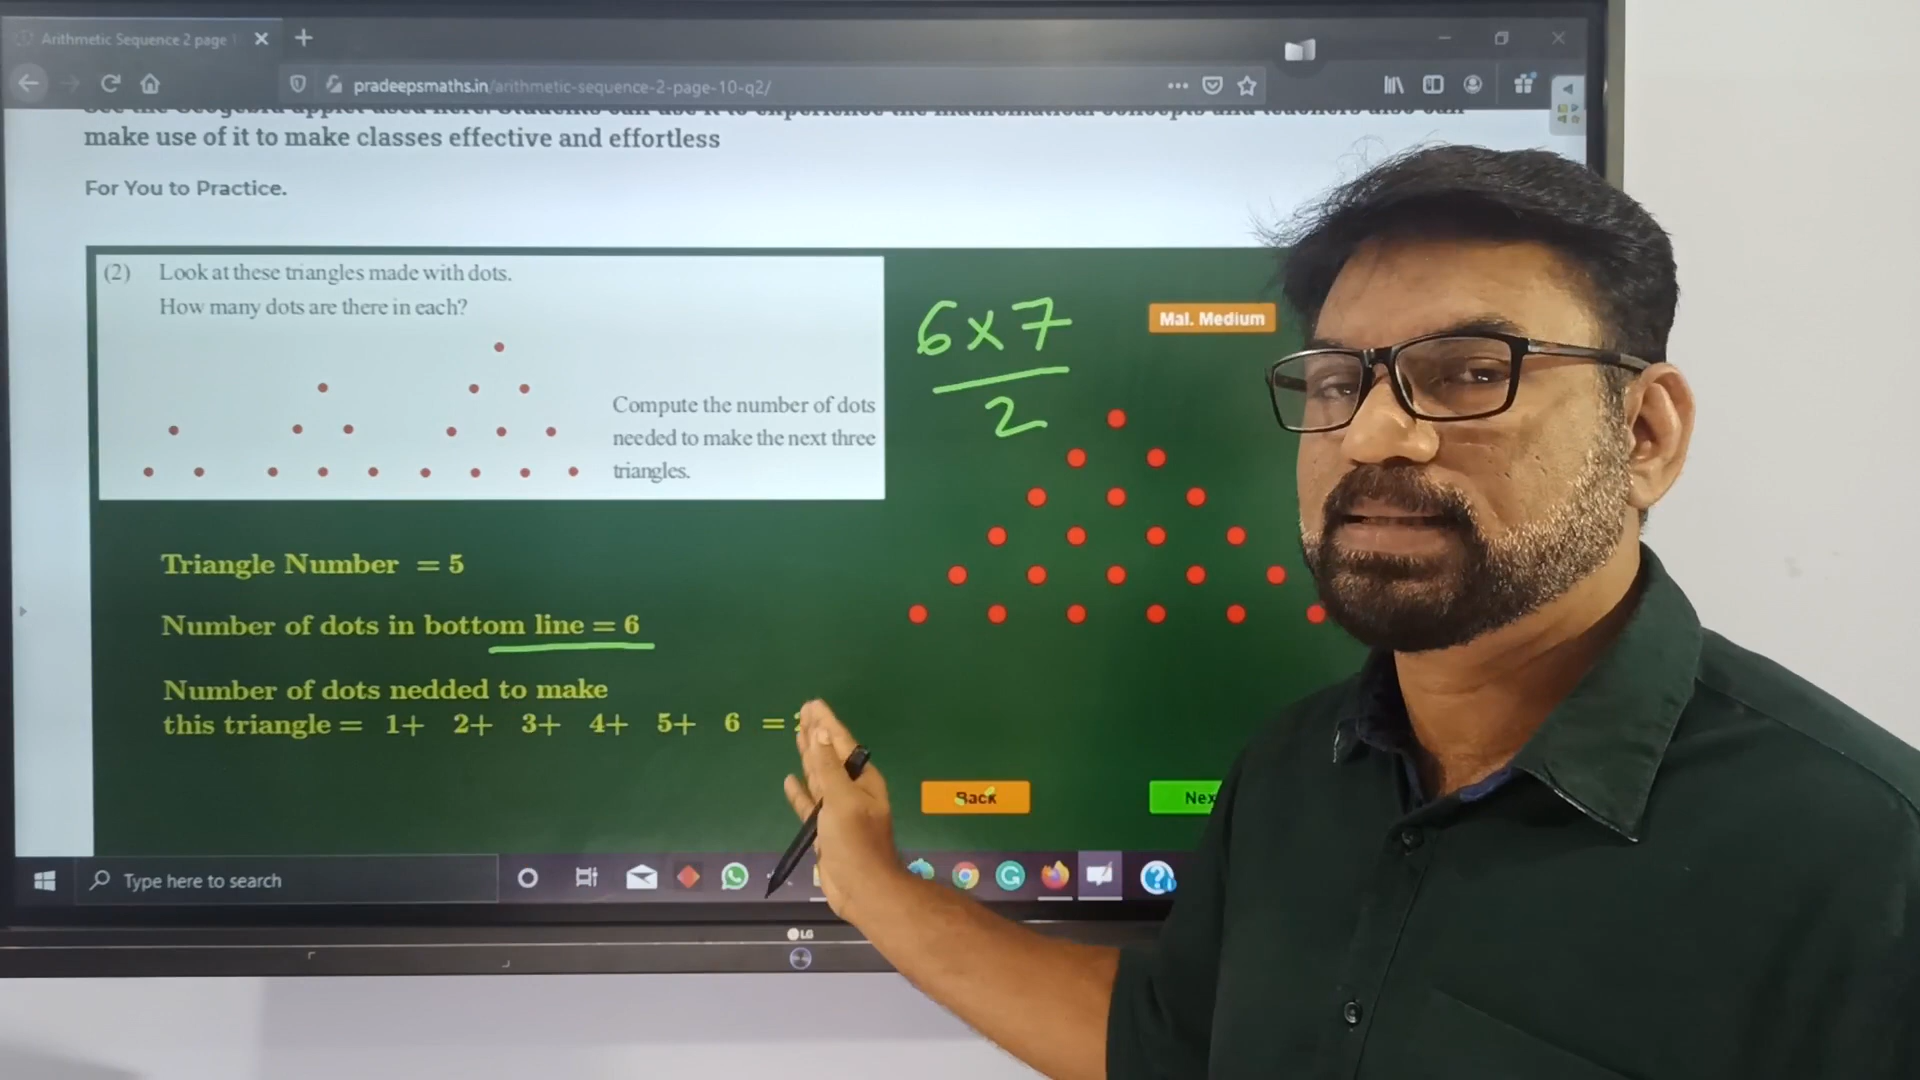 Arithmetic Sequence 2 page
pradeepsmaths.in/arithmetic-sequence-2-page-10-q2/
make use of it to make classes effective and effortless
For You to Practice.
(2) Look at these triangles made with dots.
How many dots are there in each?
Compute the number of dots
needed to make the next three
triangles.
6 x 7
2
Mal. Medium
Triangle Number = 5
Number of dots in bottom line = 6
Number of dots nedded to make
this triangle = 1+ 2+ 3+ 4+ 5+ 6 =
Back
Type here to search
LG